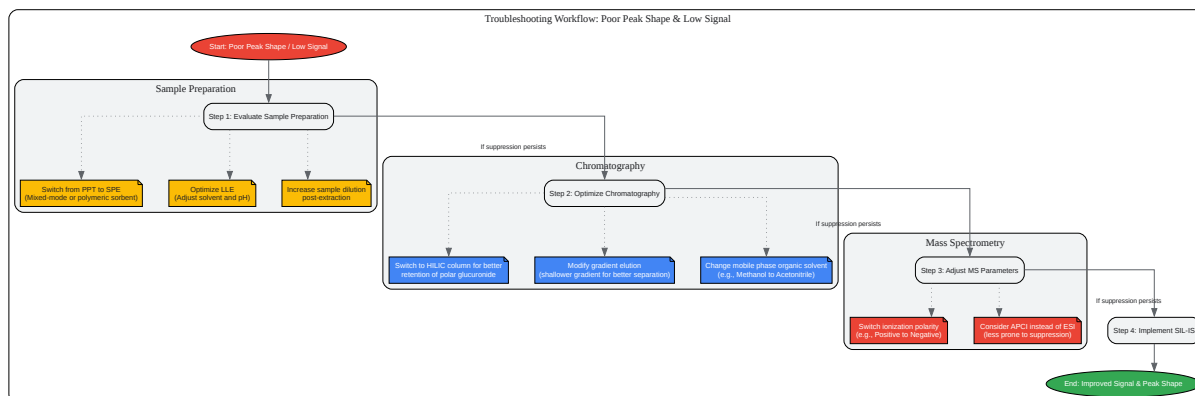 Troubleshooting Workflow: Poor Peak Shape & Low Signal
Start: Poor Peak Shape / Low Signal
Sample Preparation
Step 1: Evaluate Sample Preparation
Switch from PPT to SPE
(Mixed-mode or polymeric sorbent)
Optimize LLE
(Adjust solvent and pH)
Increase sample dilution
post-extraction
If suppression persists
Chromatography
Step 2: Optimize Chromatography
Switch to HILIC column for better
retention of polar glucuronide
Modify gradient elution
(shallower gradient for better separation)
Change mobile phase organic solvent
(e.g., Methanol to Acetonitrile)
If suppression persists
Mass Spectrometry
Step 3: Adjust MS Parameters
Switch ionization polarity
(e.g., Positive to Negative)
Consider APCI instead of ESI
(less prone to suppression)
If suppression persists
Step 4: Implement SIL-IS
End: Improved Signal & Peak Shape